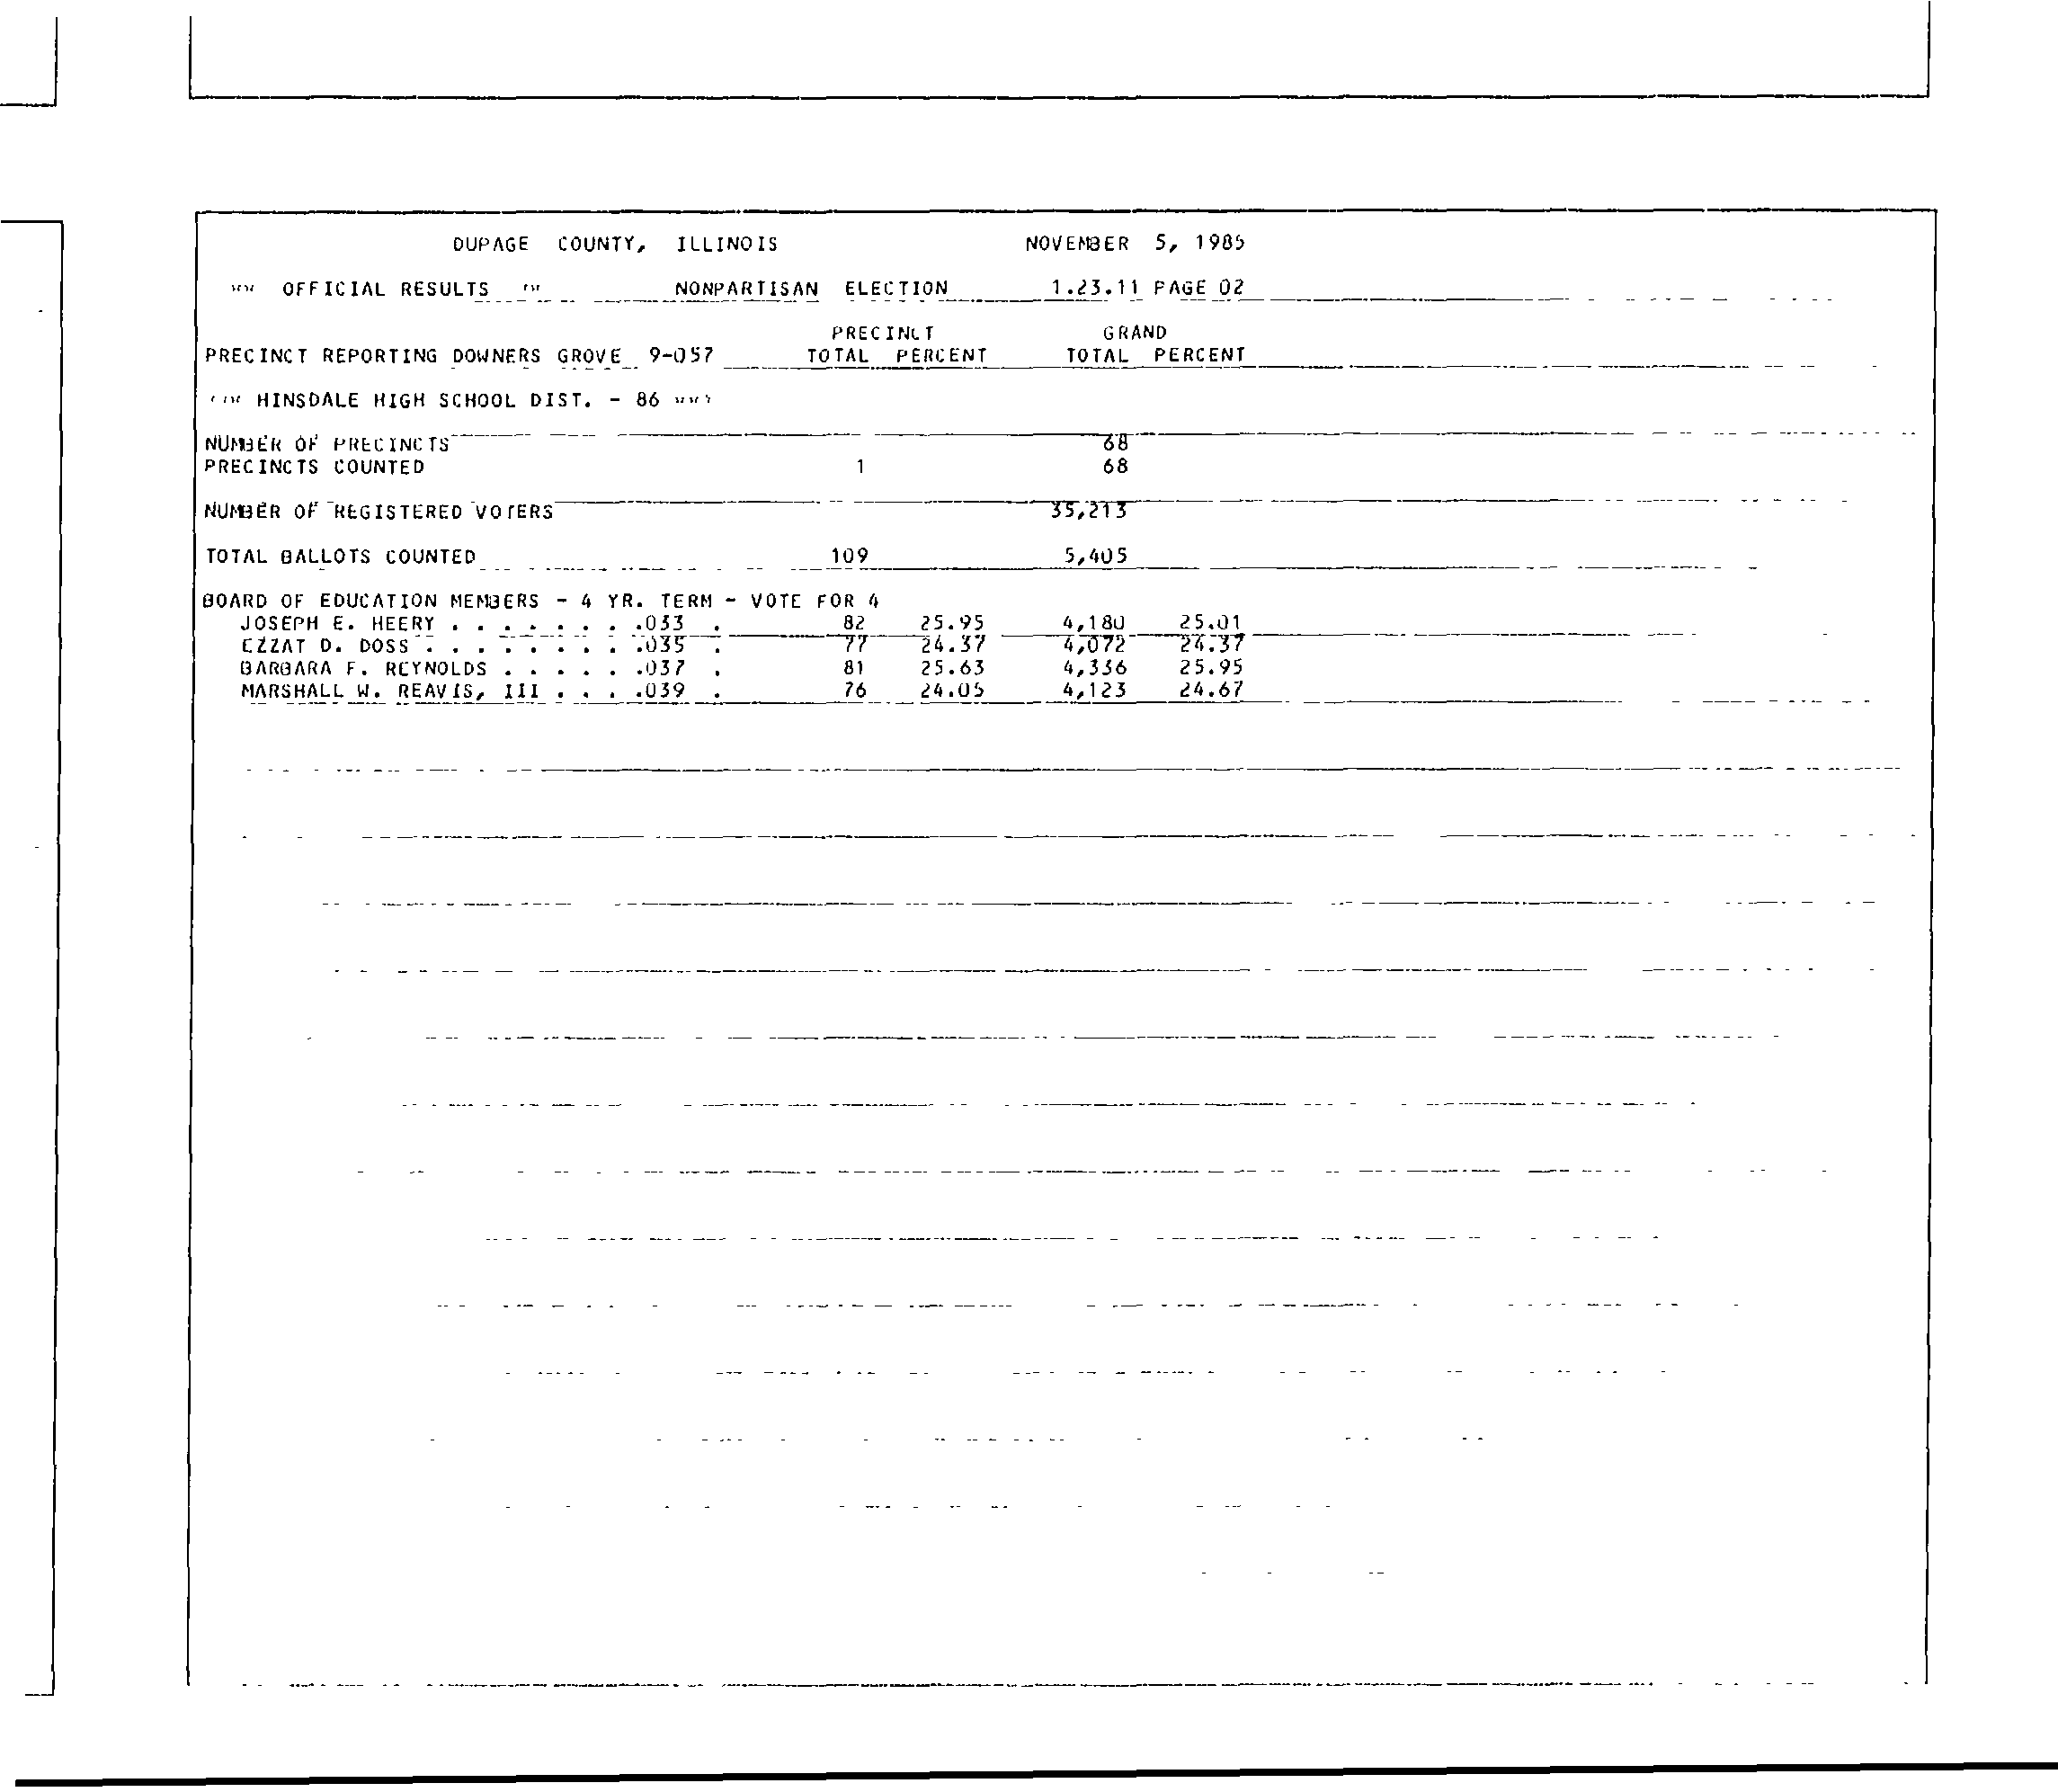 DUPAGE COUNTY, ILLINOIS NOVEMBER 5, 1985
OFFICIAL RESULTS NONPARTISAN ELECTION 1.23.11 PAGE 02
PRECINCT GRAND
PRECINCT REPORTING DOWNERS GROVE 9-057 TOTAL PERCENT TOTAL PERCENT
*** HINSDALE HIGH SCHOOL DIST. - 86 ***
NUMBER OF PRECINCTS 68
PRECINCTS COUNTED 1 68
NUMBER OF REGISTERED VOTERS 35,213
TOTAL BALLOTS COUNTED 109 5,405
BOARD OF EDUCATION MEMBERS - 4 YR. TERM - VOTE FOR 4
JOSEPH E. HEERY . . . . . . . .033 . 82 25.95 4,180 25.01
EZZAT D. DOSS . . . . . . . . .035 . 77 24.37 4,072 24.37
BARBARA F. REYNOLDS . . . . . .037 . 81 25.63 4,336 25.95
MARSHALL W. REAVIS, III . . . .039 . 76 24.05 4,123 24.67